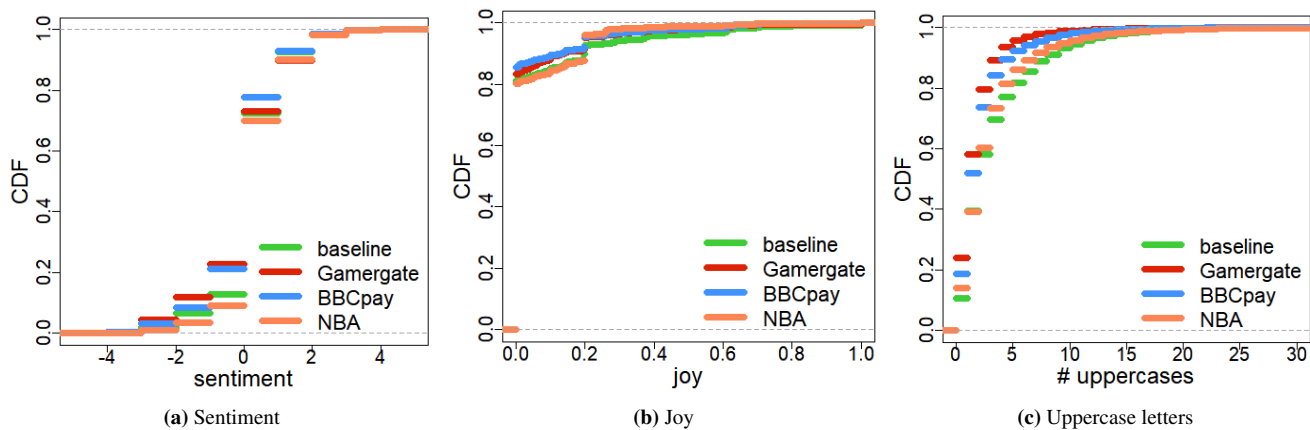 CDF
0.0 0.2 0.4 0.6 0.8 1.0
baseline
Gamergate
BBCpay
NBA
-4 -2 0 2 4
sentiment
(a) Sentiment
CDF
0.0 0.2 0.4 0.6 0.8 1.0
baseline
Gamergate
BBCpay
NBA
0.0 0.2 0.4 0.6 0.8 1.0
joy
(b) Joy
CDF
0.0 0.2 0.4 0.6 0.8 1.0
baseline
Gamergate
BBCpay
NBA
0 5 10 15 20 25 30
# uppercases
(c) Uppercase letters